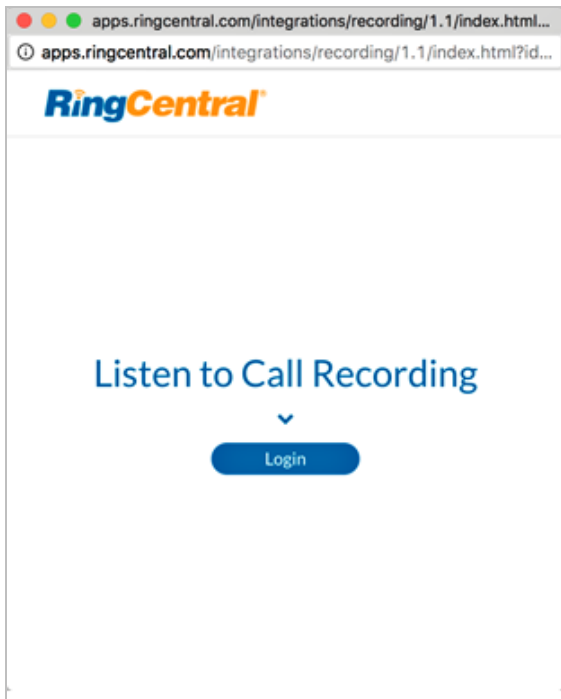 apps.ringcentral.com/integrations/recording/1.1/index.html...
apps.ringcentral.com/integrations/recording/1.1/index.html?id...
RingCentral®
Listen to Call Recording
Login